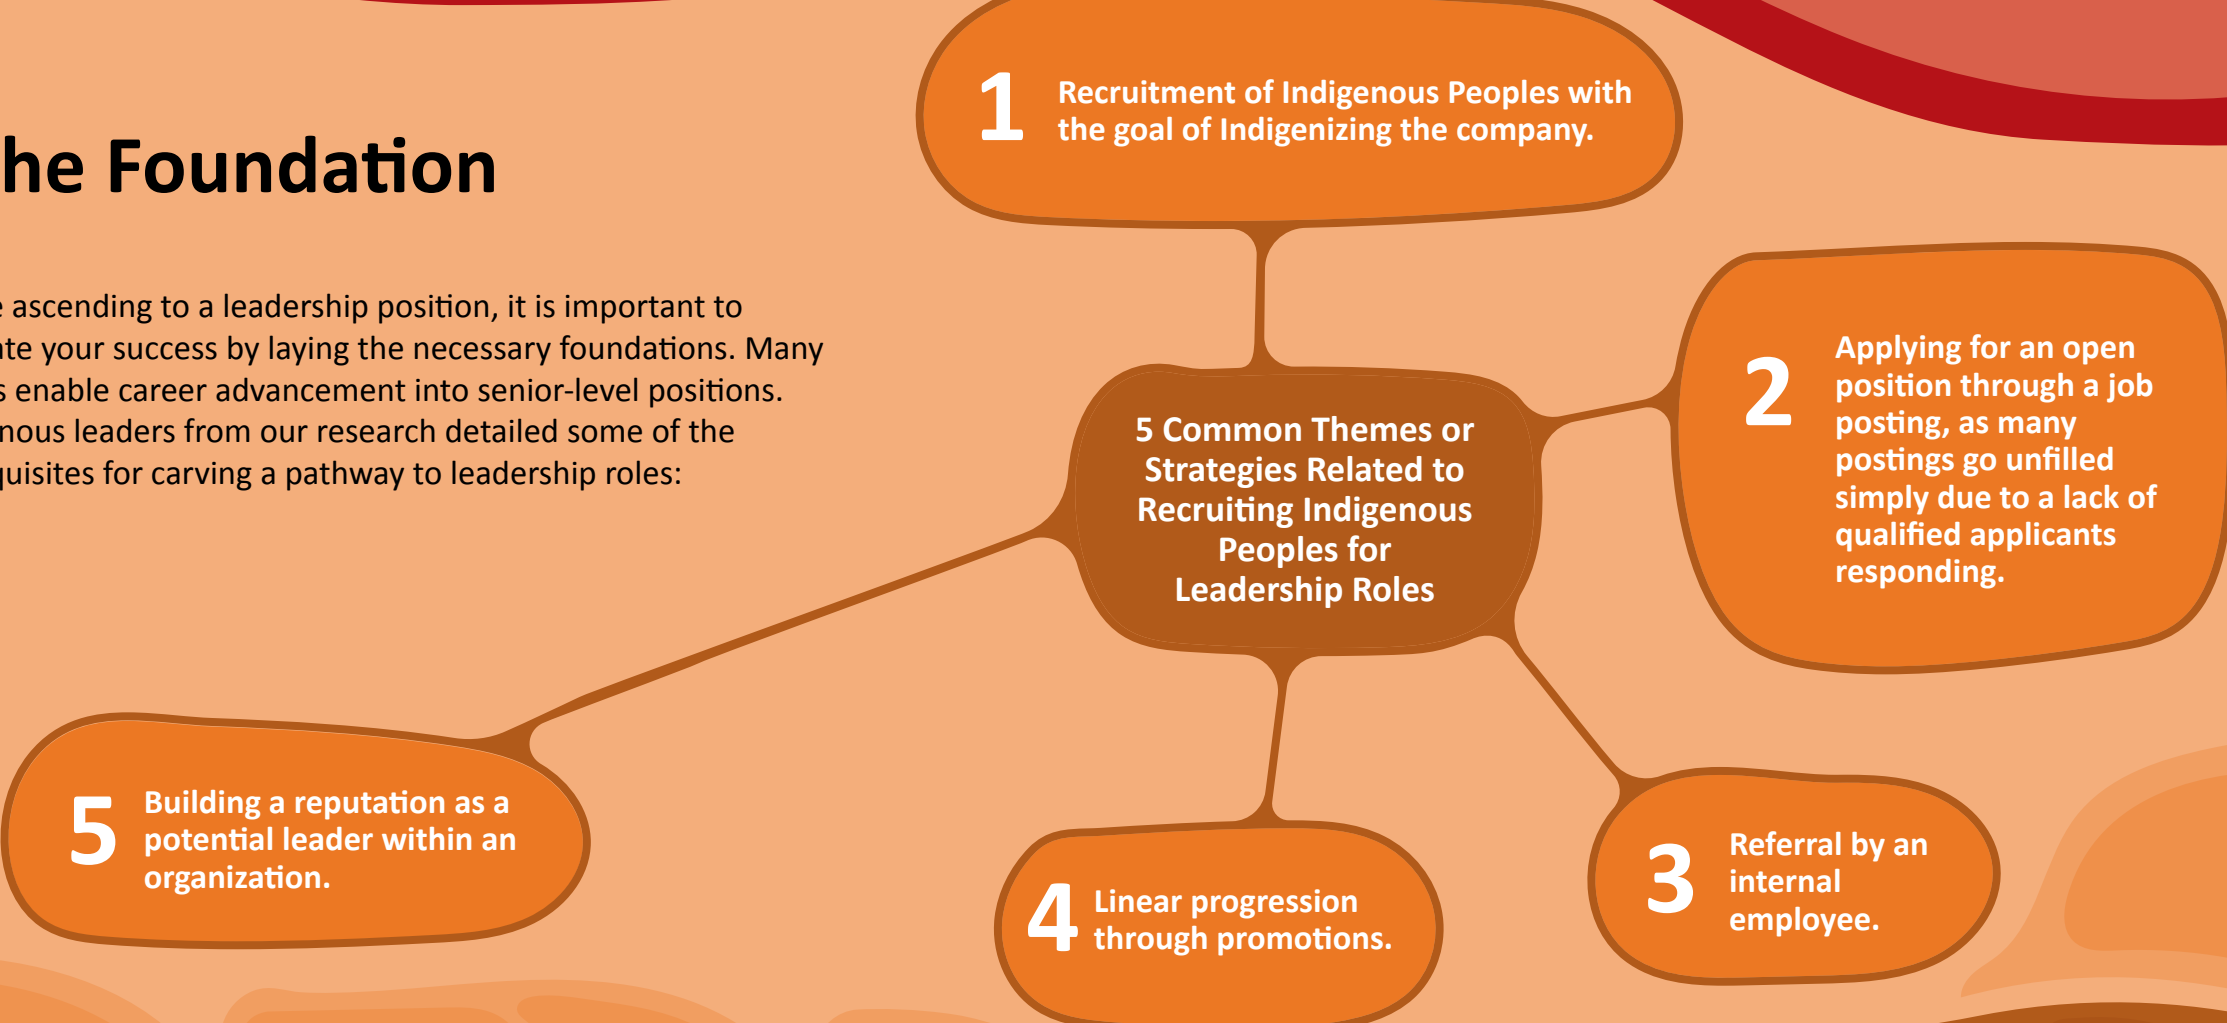 he Foundation
ascending to a leadership position, it is important to
your success by laying the necessary foundations. Many
enable career advancement into senior-level positions.
leaders from our research detailed some of the
for carving a pathway to leadership roles:
1
Recruitment of Indigenous Peoples with
the goal of Indigenizing the company.
5 Common Themes or
Strategies Related to
Recruiting Indigenous
Peoples for
Leadership Roles
2
Applying for an open
position through a job
posting, as many
postings go unfilled
simply due to a lack of
qualified applicants
responding.
3
Referral by an
internal
employee.
4
Linear progression
through promotions.
5
Building a reputation as a
potential leader within an
organization.